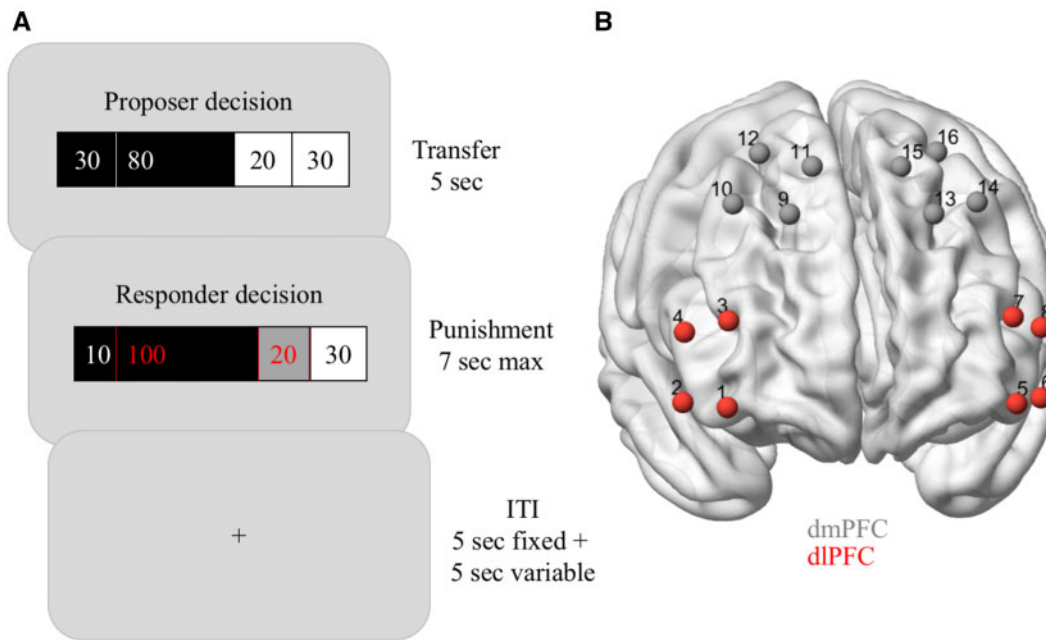 A
Proposer decision
30 80 20 30
Transfer
5 sec
Responder decision
10 100 20 30
Punishment
7 sec max
+
ITI
5 sec fixed +
5 sec variable
B
12 11 15 16
10 9 13 14
4 3 7 8
2 1 5 6
dmPFC
dlPFC